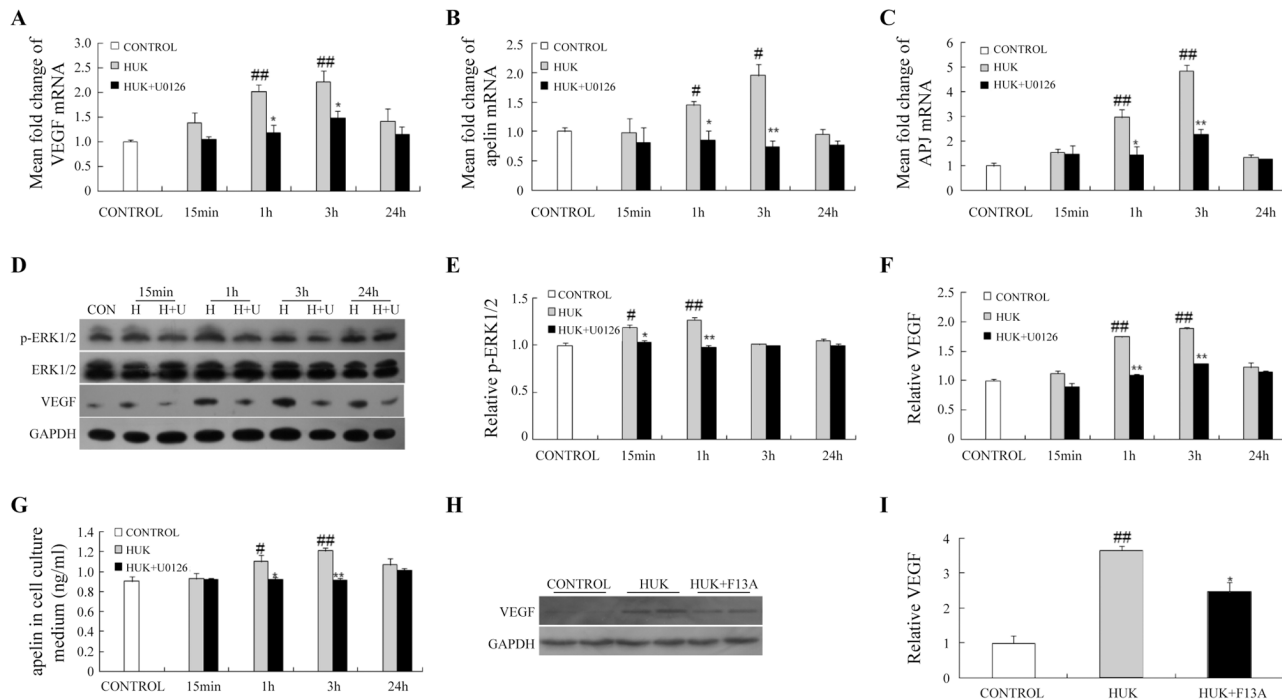 A
Mean fold change of
VEGF mRNA
3.0
2.5
2.0
1.5
1.0
0.5
0.0
CONTROL
HUK
HUK+U0126
##
*
##
*
CONTROL 15min 1h 3h 24h
B
Mean fold change of
apelin mRNA
2.5
2.0
1.5
1.0
0.5
0.0
CONTROL
HUK
HUK+U0126
#
*
#
**
CONTROL 15min 1h 3h 24h
C
Mean fold change of
APJ mRNA
6
5
4
3
2
1
0
CONTROL
HUK
HUK+U0126
##
*
##
**
CONTROL 15min 1h 3h 24h
D
15min 1h 3h 24h
CON H H+U H H+U H H+U H H+U
p-ERK1/2
ERK1/2
VEGF
GAPDH
E
Relative p-ERK1/2
1.5
1.0
0.5
0.0
CONTROL
HUK
HUK+U0126
#
*
##
**
CONTROL 15min 1h 3h 24h
F
Relative VEGF
2.5
2.0
1.5
1.0
0.5
0.0
CONTROL
HUK
HUK+U0126
##
**
##
**
CONTROL 15min 1h 3h 24h
G
apelin in cell culture
medium (ng/ml)
1.4
1.2
1.0
0.8
0.6
0.4
0.2
0
CONTROL
HUK
HUK+U0126
#
*
##
**
CONTROL 15min 1h 3h 24h
H
CONTROL HUK HUK+F13A
VEGF
GAPDH
I
Relative VEGF
4
3
2
1
0
##
*
CONTROL HUK HUK+F13A